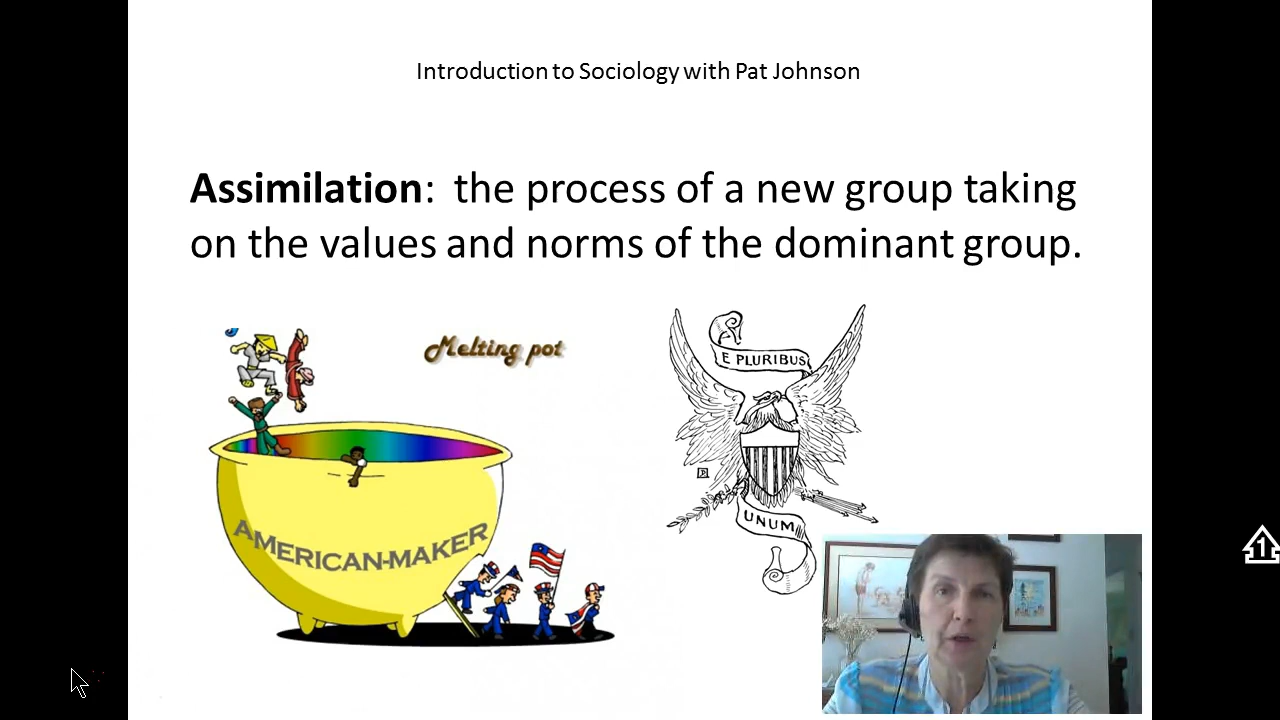 Introduction to Sociology with Pat Johnson
Assimilation: the process of a new group taking
on the values and norms of the dominant group.
Melting pot
E PLURIBUS
AMERICAN-MAKER
UNUM
1